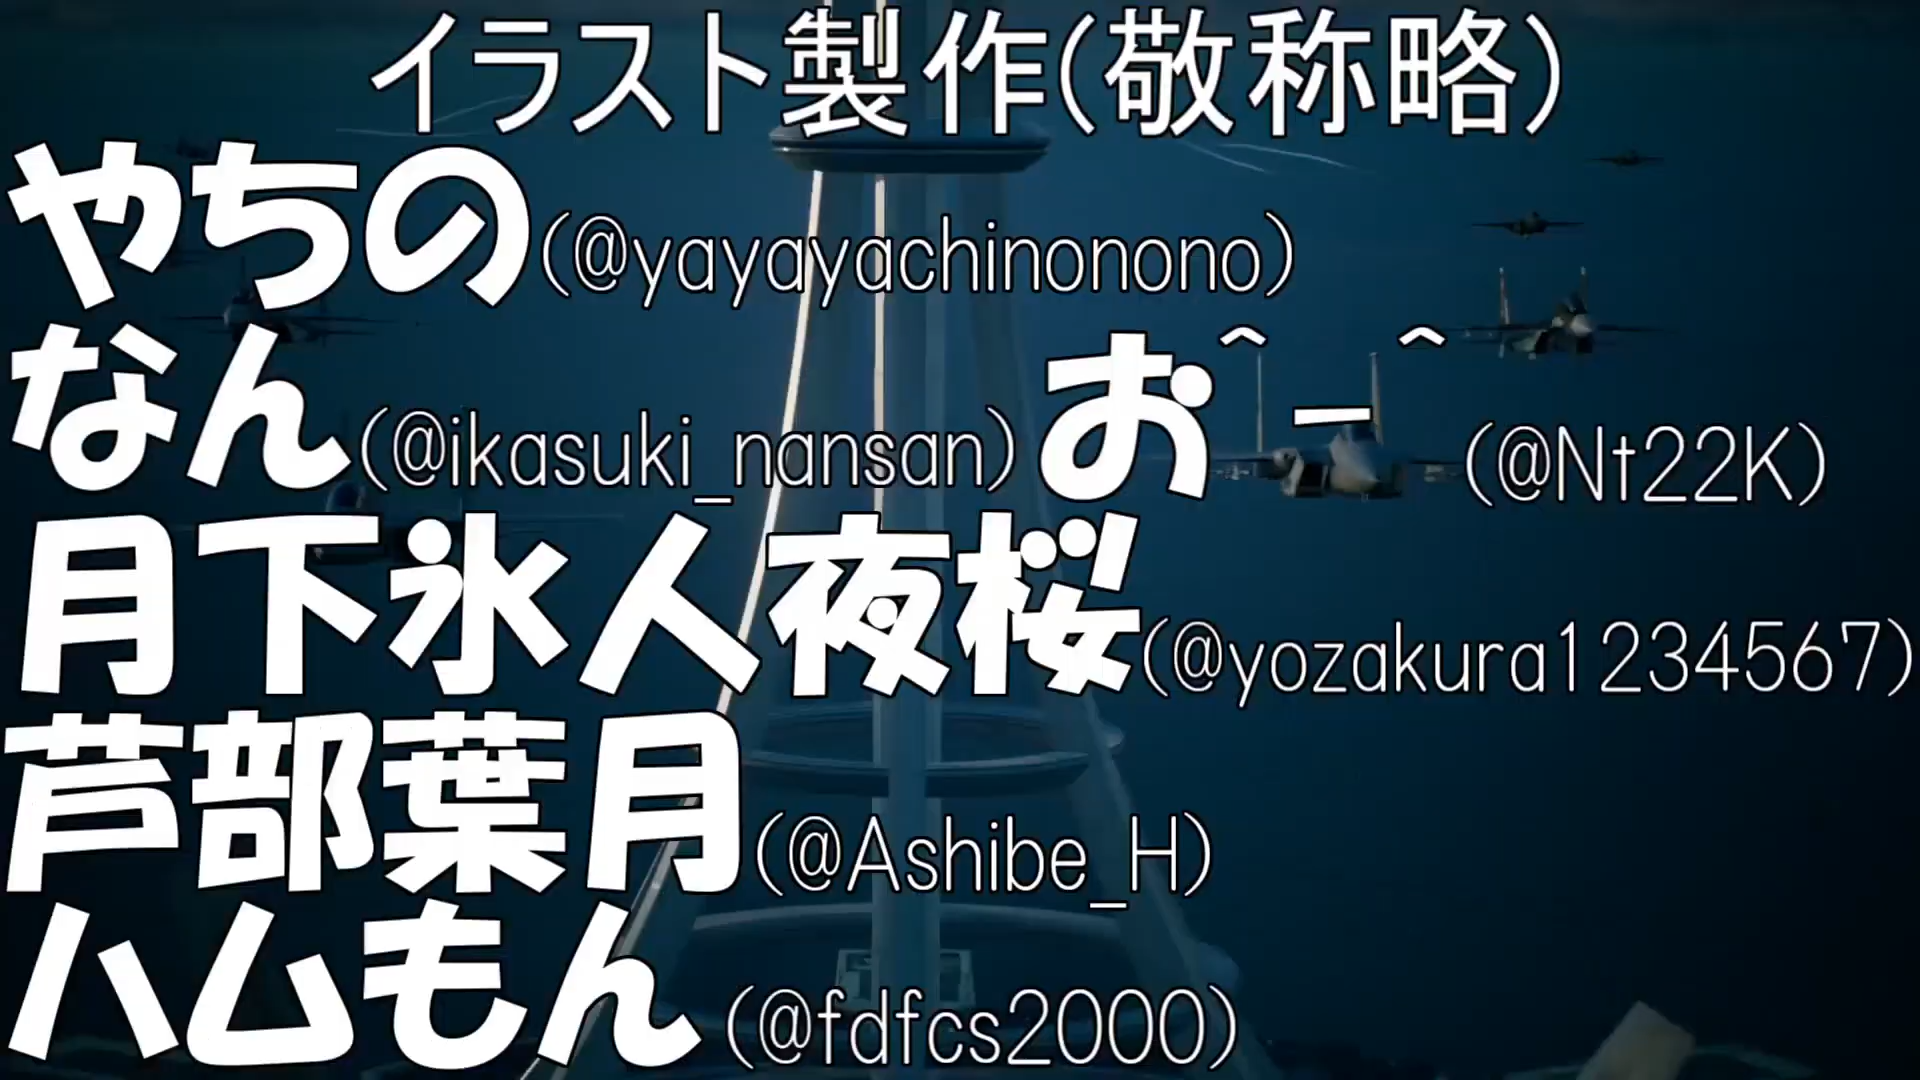 イラスト製作(敬称略)
やちの(@yayayachinonono)
なん(@ikasuki_nansan) お^-^(@Nt22K)
月下氷人夜桜(@yozakura1234567)
芦部葉月(@Ashibe_H)
ハムもん(@fdfcs2000)